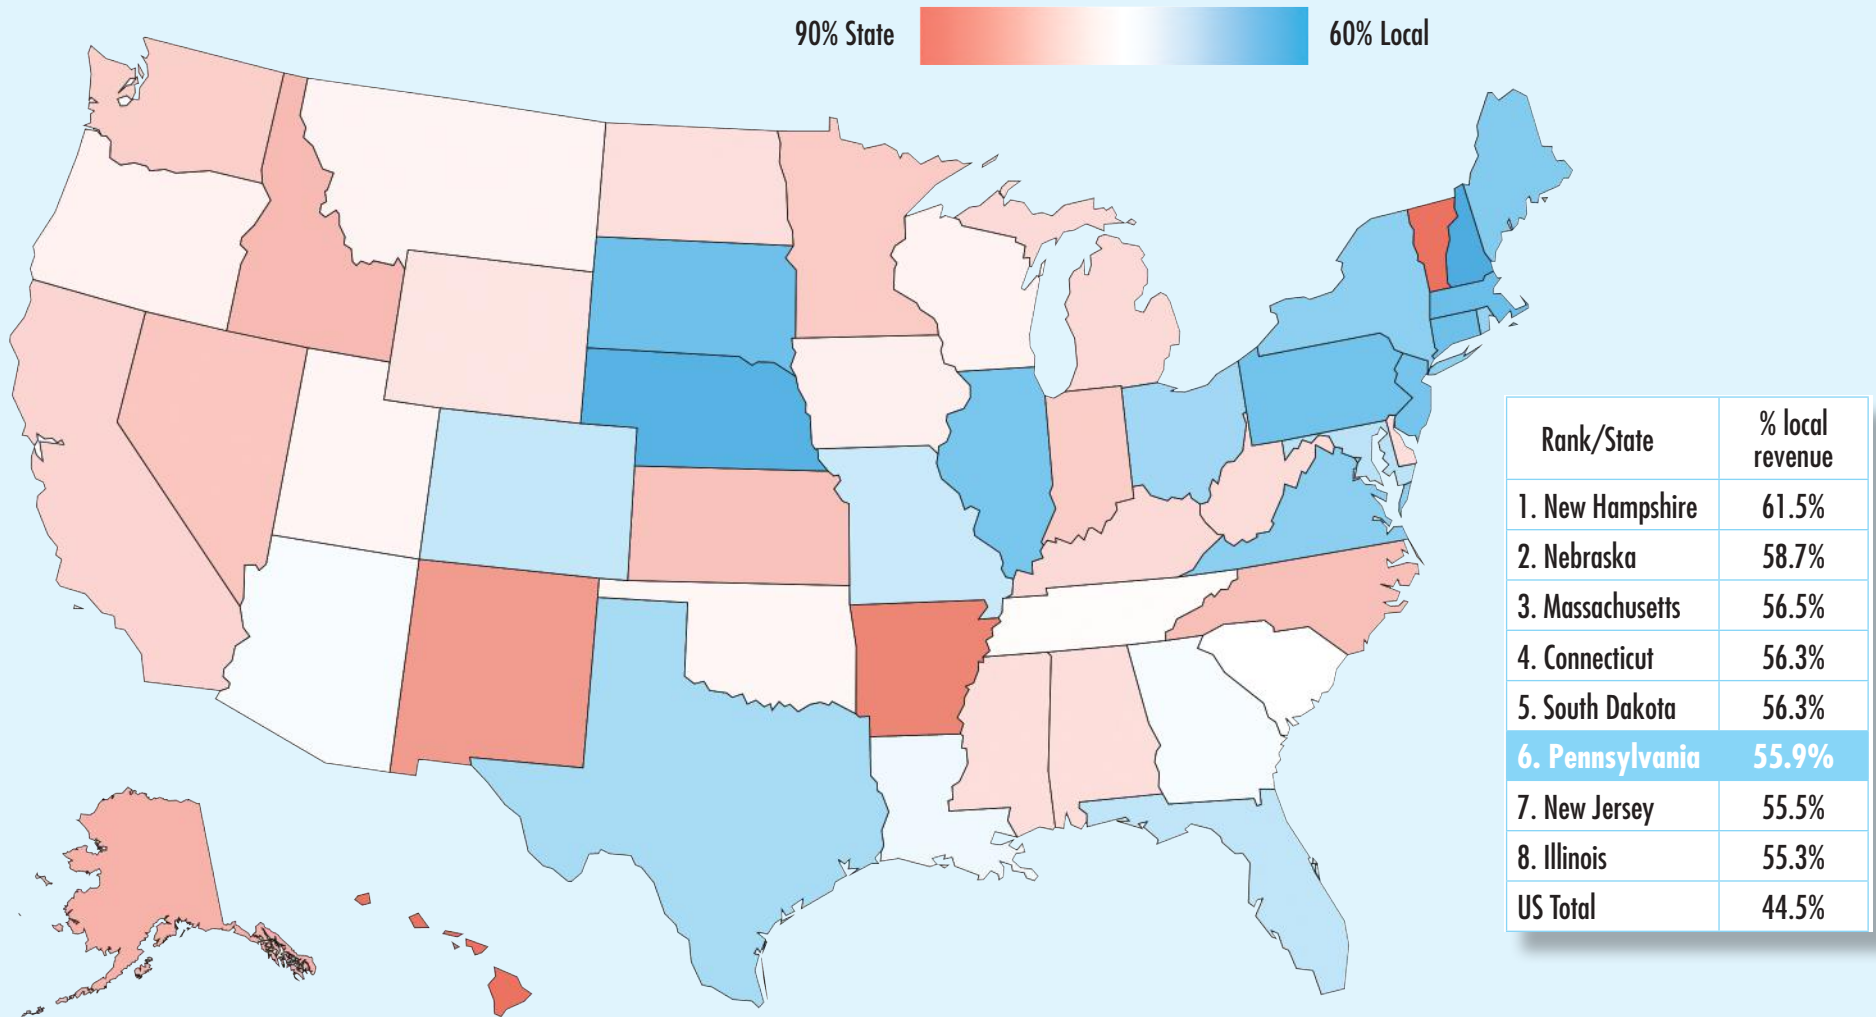 90% State
60% Local
Rank/State
% local
revenue
1. New Hampshire 61.5%
2. Nebraska 58.7%
3. Massachusetts 56.5%
4. Connecticut 56.3%
5. South Dakota 56.3%
6. Pennsylvania 55.9%
7. New Jersey 55.5%
8. Illinois 55.3%
US Total 44.5%